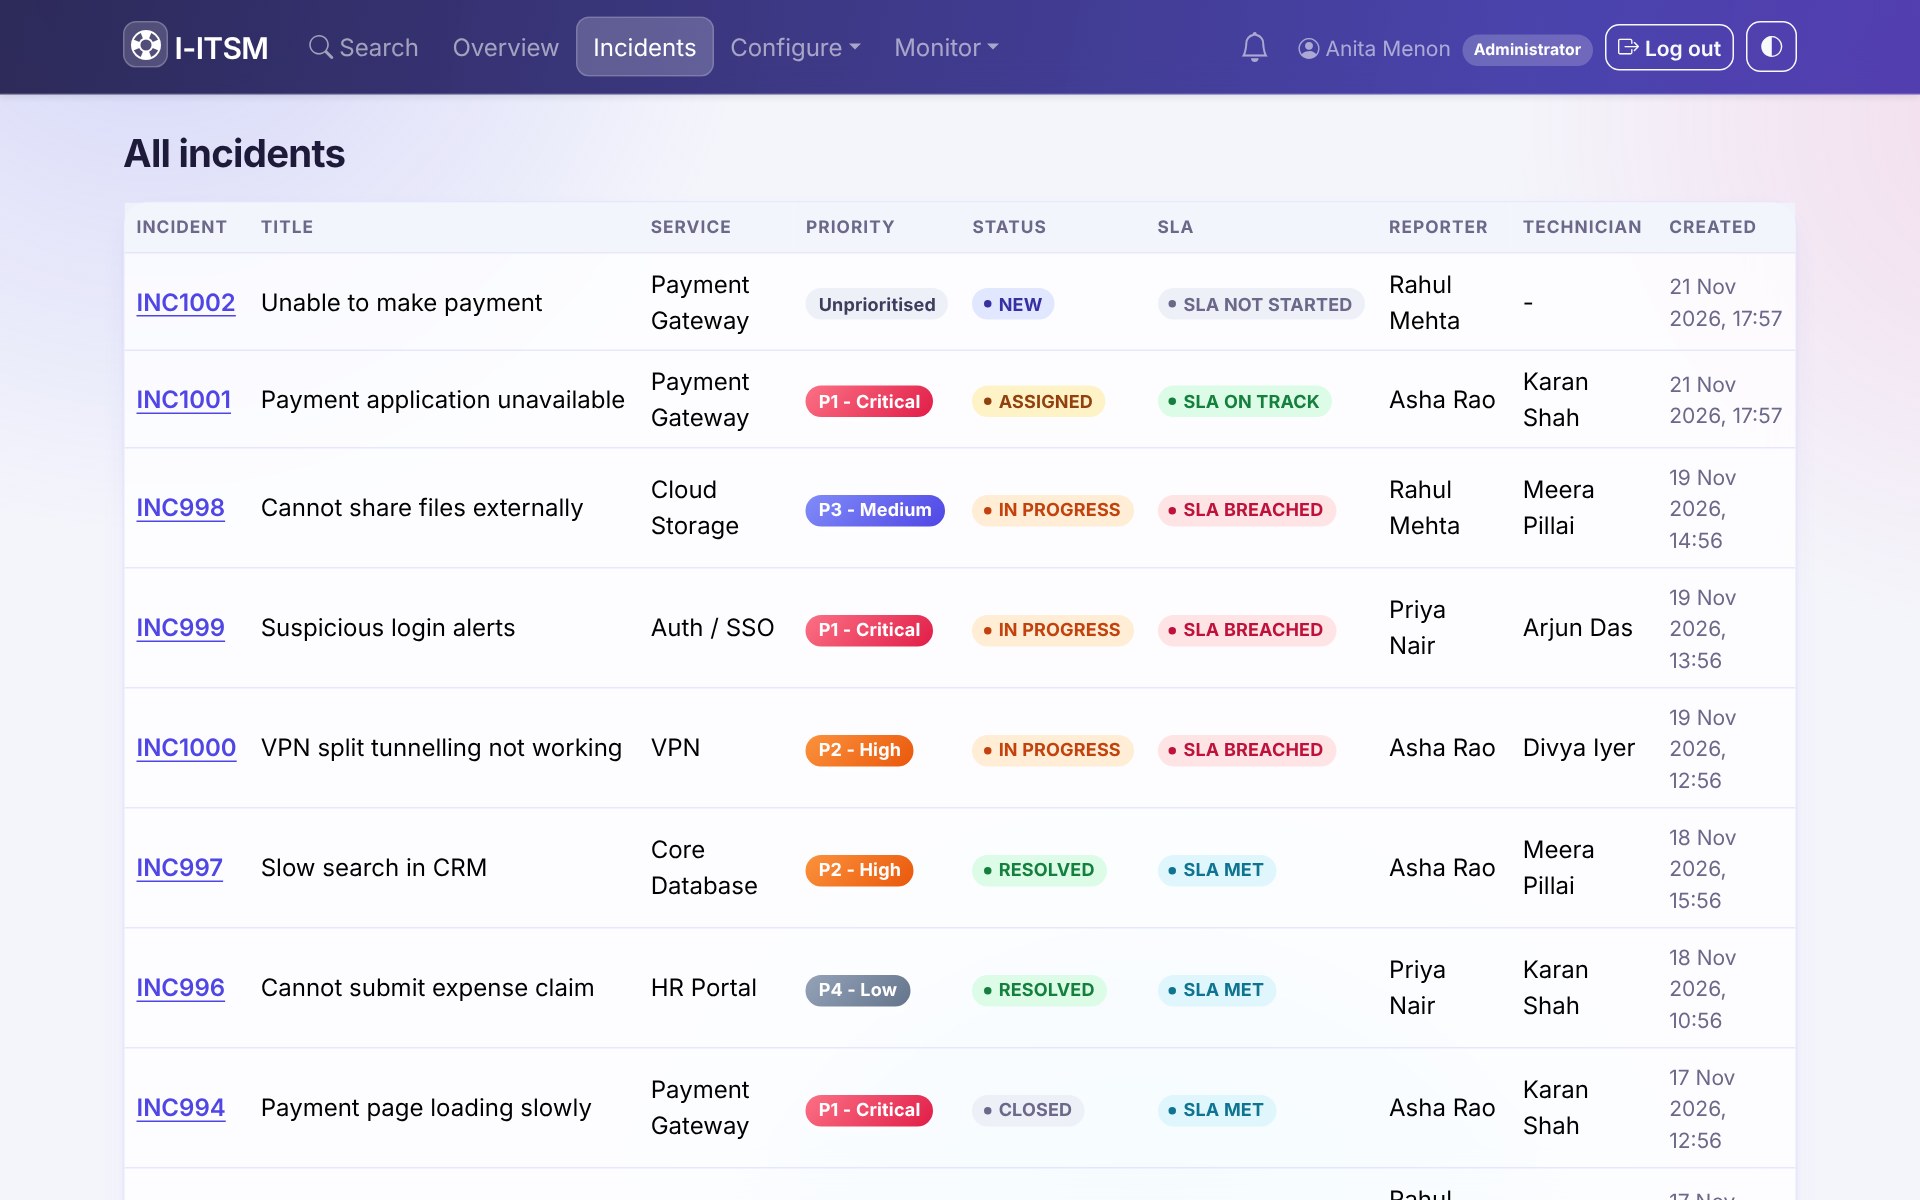 I-ITSM Search Overview Incidents Configure Monitor Anita Menon Administrator Log out
All incidents
INCIDENT TITLE SERVICE PRIORITY STATUS SLA REPORTER TECHNICIAN CREATED
INC1002 Unable to make payment Payment Gateway Unprioritised NEW SLA NOT STARTED Rahul Mehta - 21 Nov 2026, 17:57
INC1001 Payment application unavailable Payment Gateway P1 - Critical ASSIGNED SLA ON TRACK Asha Rao Karan Shah 21 Nov 2026, 17:57
INC998 Cannot share files externally Cloud Storage P3 - Medium IN PROGRESS SLA BREACHED Rahul Mehta Meera Pillai 19 Nov 2026, 14:56
INC999 Suspicious login alerts Auth / SSO P1 - Critical IN PROGRESS SLA BREACHED Priya Nair Arjun Das 19 Nov 2026, 13:56
INC1000 VPN split tunnelling not working VPN P2 - High IN PROGRESS SLA BREACHED Asha Rao Divya Iyer 19 Nov 2026, 12:56
INC997 Slow search in CRM Core Database P2 - High RESOLVED SLA MET Asha Rao Meera Pillai 18 Nov 2026, 15:56
INC996 Cannot submit expense claim HR Portal P4 - Low RESOLVED SLA MET Priya Nair Karan Shah 18 Nov 2026, 10:56
INC994 Payment page loading slowly Payment Gateway P1 - Critical CLOSED SLA MET Asha Rao Karan Shah 17 Nov 2026, 12:56
Rahul 17 Nov